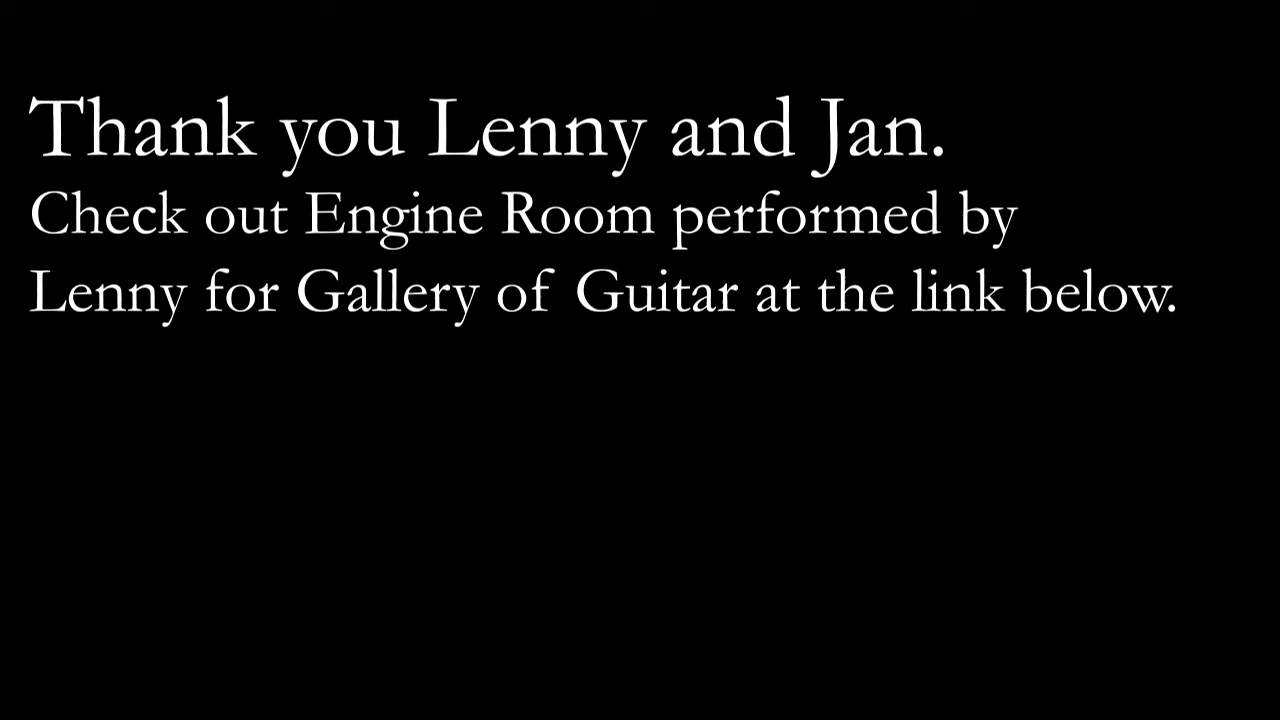 Thank you Lenny and Jan.
Check out Engine Room performed by
Lenny for Gallery of Guitar at the link below.